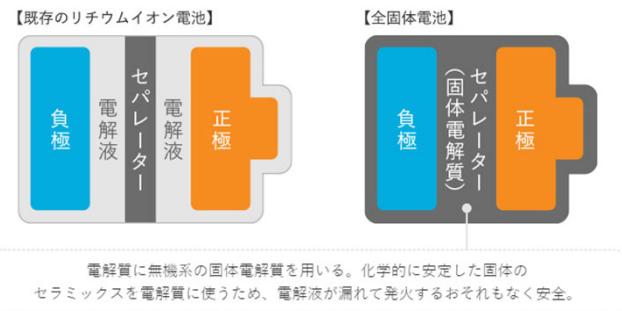 【既存のリチウムイオン電池】
負極
電解液
セパレーター
電解液
正極
【全固体電池】
負極
セパレーター
（固体電解質）
正極
電解質に無機系の固体電解質を用いる。化学的に安定した固体の
セラミックスを電解質に使うため、電解液が漏れて発火するおそれもなく安全。